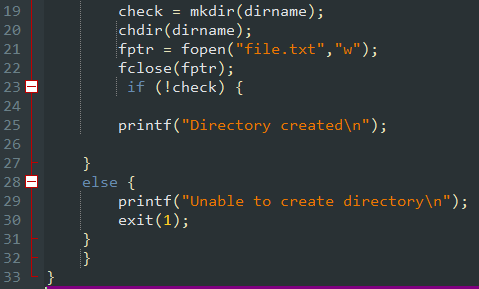 19 check = mkdir(dirname);
20 chdir(dirname);
21 fptr = fopen("file.txt","w");
22 fclose(fptr);
23 if (!check) {
24
25 printf("Directory created\n");
26
27 }
28 else {
29 printf("Unable to create directory\n");
30 exit(1);
31 }
32 }
33 }